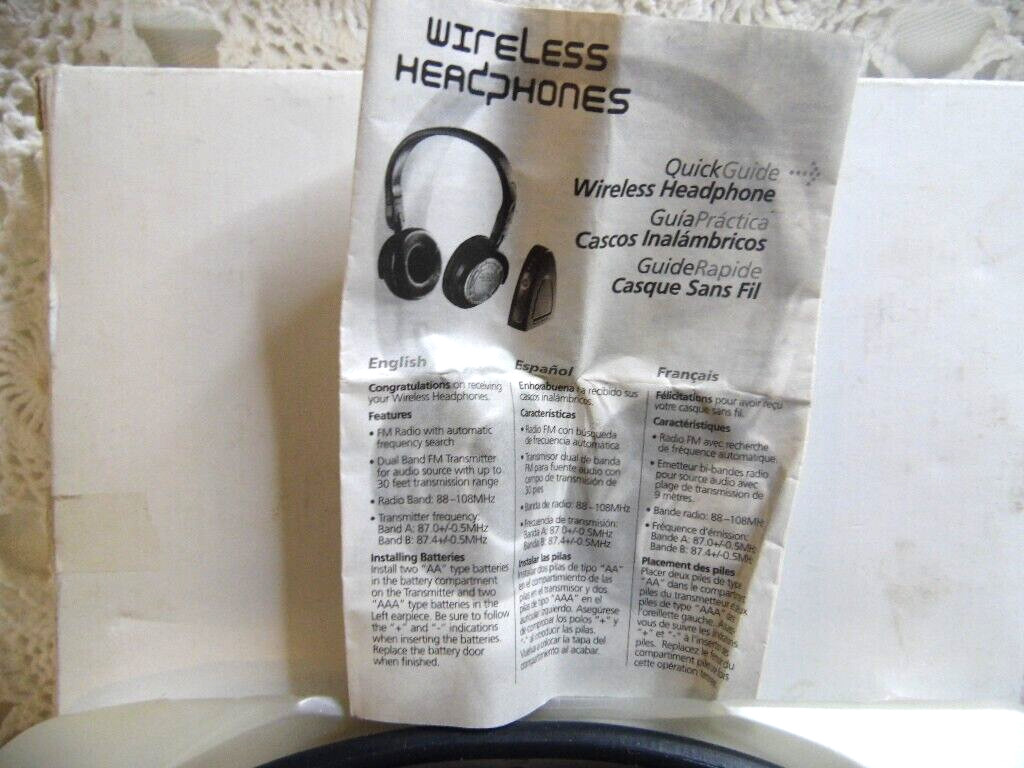 WIRELESS
HEADPHONES
QuickGuide
Wireless Headphone
GuíaPráctica
Cascos Inalámbricos
GuideRapide
Casque Sans Fil
English
Congratulations on receiving
your Wireless Headphones.
Features
• FM Radio with automatic
frequency search
• Dual Band FM Transmitter
for audio source with up to
30 feet transmission range
• Radio Band: 88-108MHz
• Transmitter frequency:
Band A: 87.0+/-0.5MHz
Band B: 87.4+/-0.5MHz
Installing Batteries
Install two "AA" type batteries
in the battery compartment
on the Transmitter and two
"AAA" type batteries in the
Left earpiece. Be sure to follow
the "+" and "-" indications
when inserting the batteries.
Replace the battery door
when finished.
Español
Enhorabuena ha recibido sus
cascos inalámbricos.
Características
• Radio FM con búsqueda
de frecuencia automática
• Transmisor dual de banda
FM para fuente audio con
campo de transmisión de
30 pies
• Banda de radio: 88-108MHz
• Frecuencia de transmisión:
Banda A: 87.0+/-0.5MHz
Banda B: 87.4+/-0.5MHz
Instalar las pilas
Instalar dos pilas de tipo "AA"
en el compartimiento de las
pilas en el transmisor y dos
pilas de tipo "AAA" en el
auricular izquierdo. Asegúrese
de comprobar los polos "+" y
"-" al introducir las pilas.
Vuelva a colocar la tapa del
compartimiento al acabar.
Français
Félicitations pour avoir reçu
votre casque sans fil.
Caractéristiques
• Radio FM avec recherche
de fréquence automatique.
• Emetteur bi-bandes radio
pour source audio avec
plage de transmission de
9 mètres.
• Bande radio: 88-108MHz
• Fréquence d'émission:
Bande A: 87.0+/-0.5MHz
Bande B: 87.4+/-0.5MHz
Placement des piles
Placer deux piles de type
"AA" dans le
piles du transmetteur
piles de type "AAA"
l'oreillette gauche.
vous de suivre les
"+" et "-" à
piles. Replacez le du
compartiment
cette opération